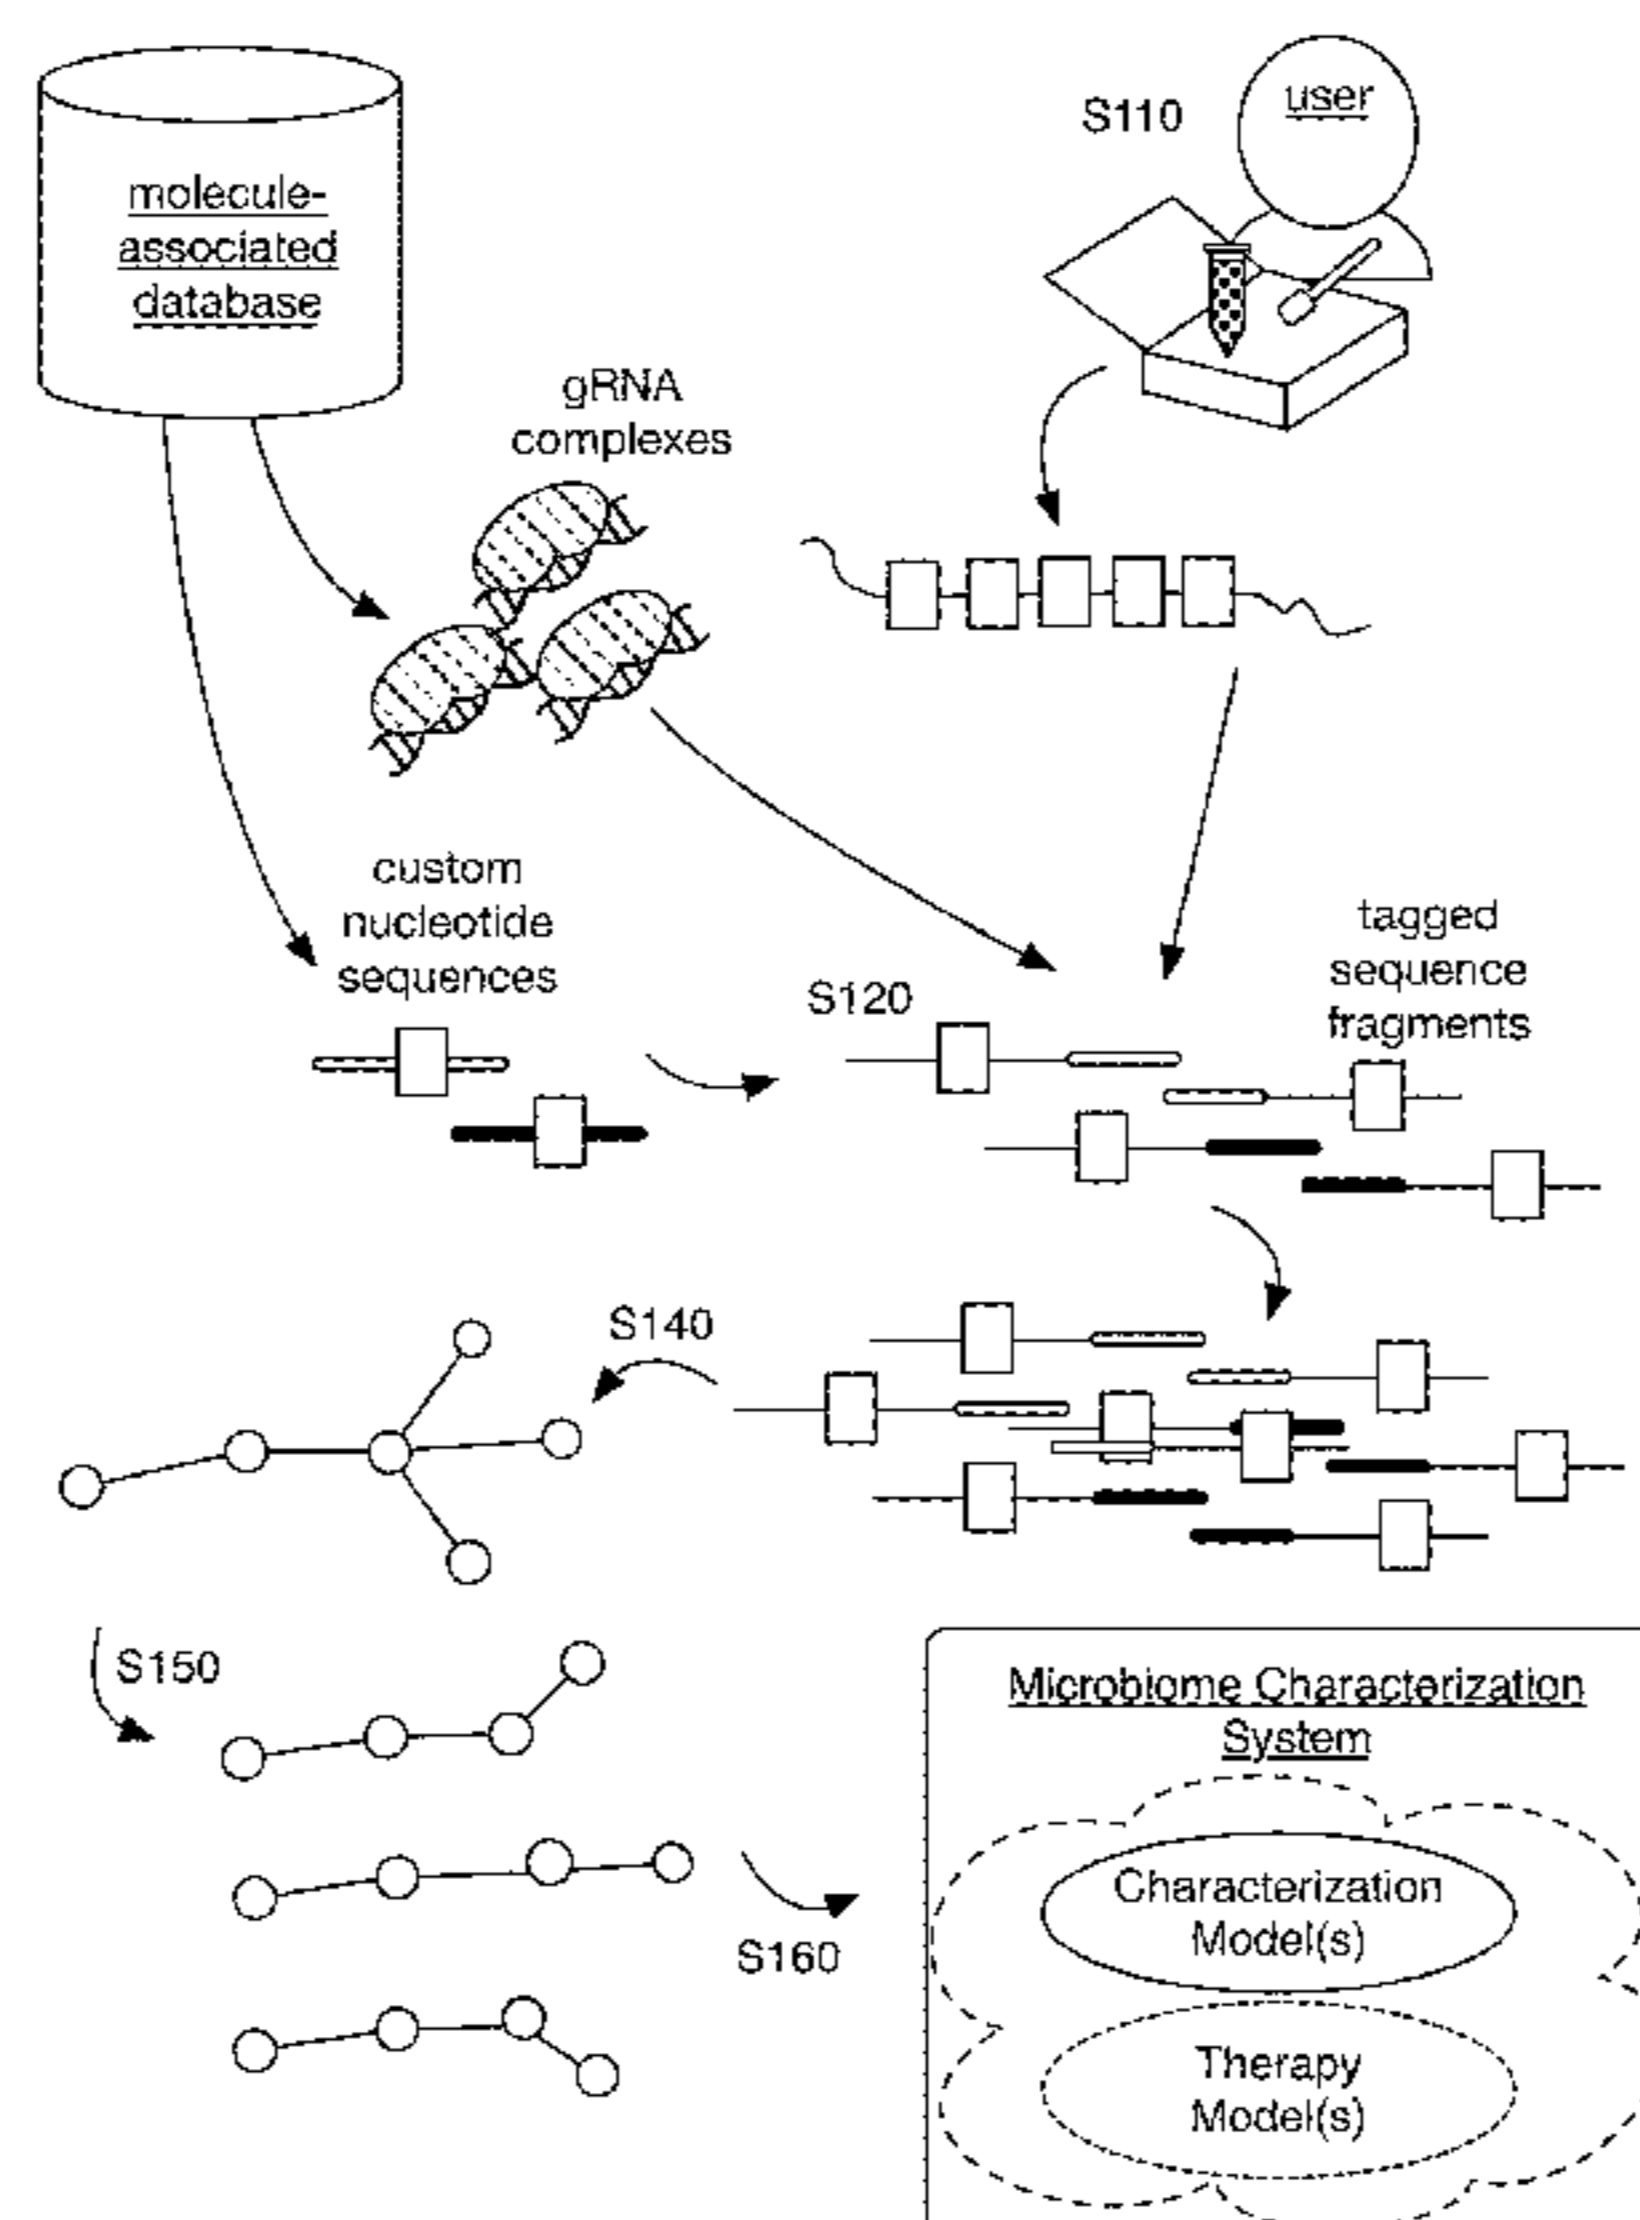 user
S110
molecule-
associated
database
gRNA
complexes
custom
nucleotide
sequences
tagged
sequence
fragments
S120
S140
S150
Microbiome Characterization
System
Characterization
Model(s)
S160
Therapy
Model(s)